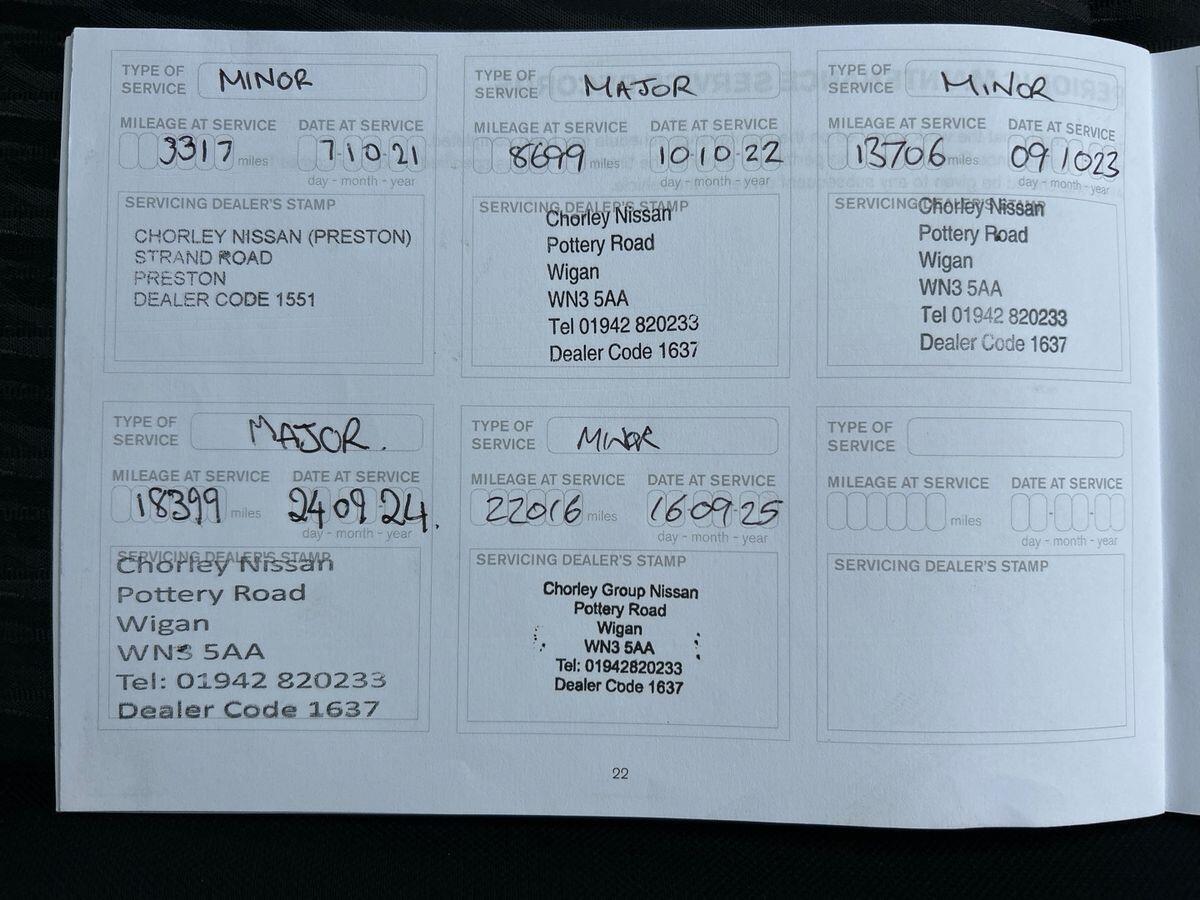 TYPE OF SERVICE MINOR
MILEAGE AT SERVICE DATE AT SERVICE
3317 miles 7-10-21
day - month - year
SERVICING DEALER'S STAMP
CHORLEY NISSAN (PRESTON)
STRAND ROAD
PRESTON
DEALER CODE 1551
TYPE OF SERVICE MAJOR
MILEAGE AT SERVICE DATE AT SERVICE
8699 miles 10-10-22
day - month - year
SERVICING DEALER'S STAMP
Chorley Nissan
Pottery Road
Wigan
WN3 5AA
Tel 01942 820233
Dealer Code 1637
TYPE OF SERVICE MINOR
MILEAGE AT SERVICE DATE AT SERVICE
13706 miles 09 1023
day - month - year
SERVICING DEALER'S STAMP
Chorley Nissan
Pottery Road
Wigan
WN3 5AA
Tel 01942 820233
Dealer Code 1637
TYPE OF SERVICE MAJOR.
MILEAGE AT SERVICE DATE AT SERVICE
18399 miles 24-09-24.
day - month - year
SERVICING DEALER'S STAMP
Chorley Nissan
Pottery Road
Wigan
WN3 5AA
Tel: 01942 820233
Dealer Code 1637
TYPE OF SERVICE MINOR
MILEAGE AT SERVICE DATE AT SERVICE
22016 miles 16-09-25
day - month - year
SERVICING DEALER'S STAMP
Chorley Group Nissan
Pottery Road
Wigan
WN3 5AA
Tel: 01942820233
Dealer Code 1637
TYPE OF SERVICE
MILEAGE AT SERVICE DATE AT SERVICE
miles
day - month - year
SERVICING DEALER'S STAMP
22